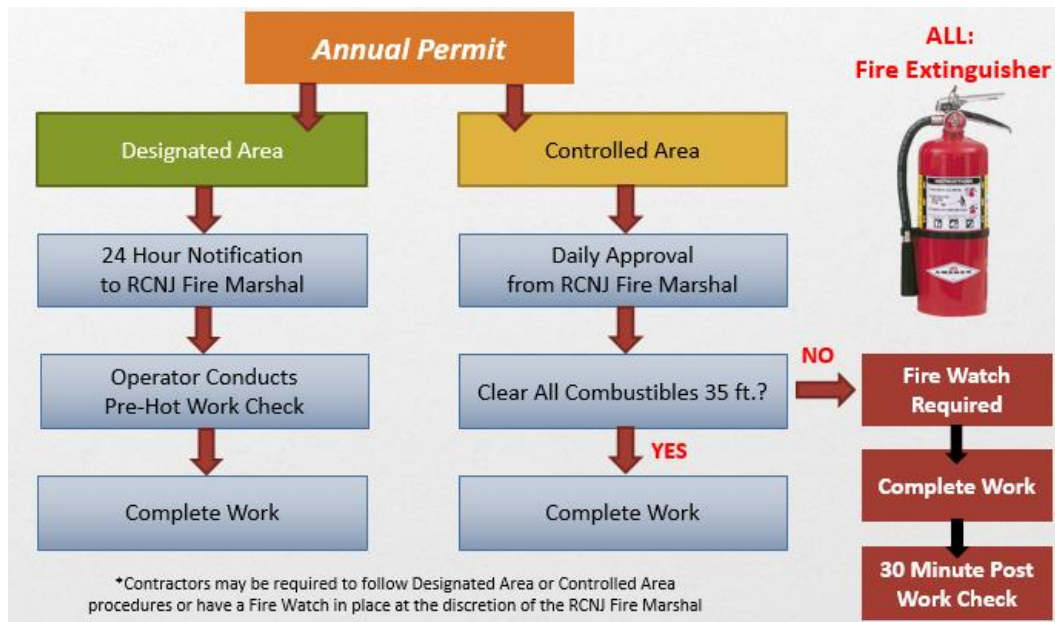 Annual Permit
ALL:
Fire Extinguisher
Designated Area
Controlled Area
24 Hour Notification
to RCNJ Fire Marshal
Daily Approval
from RCNJ Fire Marshal
INSTRUCTIONS
AMEREX
Operator Conducts
Pre-Hot Work Check
Clear All Combustibles 35 ft.?
NO
Fire Watch
Required
YES
Complete Work
Complete Work
Complete Work
30 Minute Post
Work Check
*Contractors may be required to follow Designated Area or Controlled Area
procedures or have a Fire Watch in place at the discretion of the RCNJ Fire Marshal